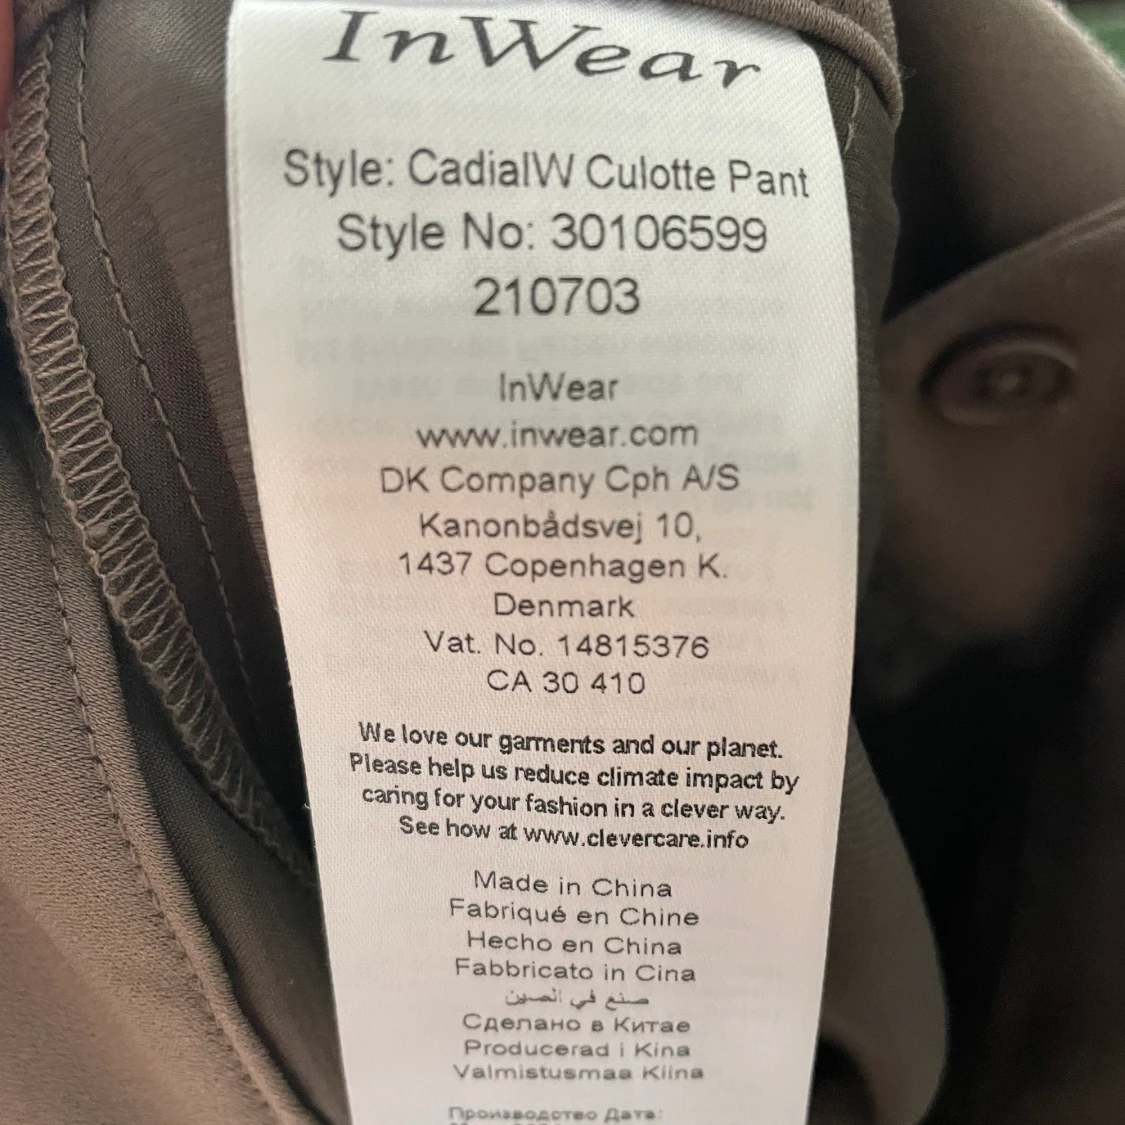 InWear
Style: CadiaIW Culotte Pant
Style No: 30106599
210703
InWear
www.inwear.com
DK Company Cph A/S
Kanonbådsvej 10,
1437 Copenhagen K.
Denmark
Vat. No. 14815376
CA 30 410
We love our garments and our planet.
Please help us reduce climate impact by
caring for your fashion in a clever way.
See how at www.clevercare.info
Made in China
Fabriqué en Chine
Hecho en China
Fabbricato in Cina
صنع في الصين
Сделано в Китае
Producerad i Kina
Valmistusmaa Kiina
Производство Дата: